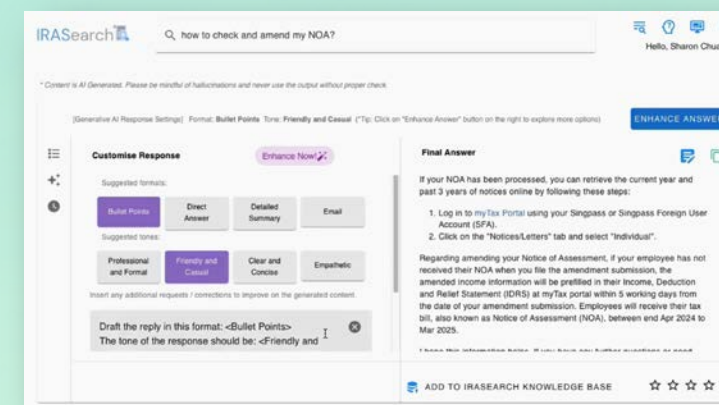 IRASearch
how to check and amend my NOA?
Hello, Sharon Chua
* Content is AI Generated. Please be mindful of hallucinations and never use the output without proper check.
[Generative AI Response Settings] Format: Bullet Points Tone: Friendly and Casual (*Tip: Click on "Enhance Answer" button on the right to explore more options)
ENHANCE ANSWER
Customise Response
Enhance Now!
Suggested formats:
Bullet Points
Direct
Answer
Detailed
Summary
Email
Suggested tones:
Professional
and Formal
Friendly and
Casual
Clear and
Concise
Empathetic
Insert any additional requests / corrections to improve on the generated content.
Draft the reply in this format: <Bullet Points>
The tone of the response should be: <Friendly and
Final Answer
If your NOA has been processed, you can retrieve the current year and
past 3 years of notices online by following these steps:
1. Log in to myTax Portal using your Singpass or Singpass Foreign User
Account (SFA).
2. Click on the "Notices/Letters" tab and select "Individual".
Regarding amending your Notice of Assessment, if your employee has not
received their NOA when you file the amendment submission, the
amended income information will be prefilled in their Income, Deduction
and Relief Statement (IDRS) at myTax portal within 5 working days from
the date of your amendment submission. Employees will receive their tax
bill, also known as Notice of Assessment (NOA), between end Apr 2024 to
Mar 2025.
I hope this information helps. If you have any further questions or need
ADD TO IRASEARCH KNOWLEDGE BASE